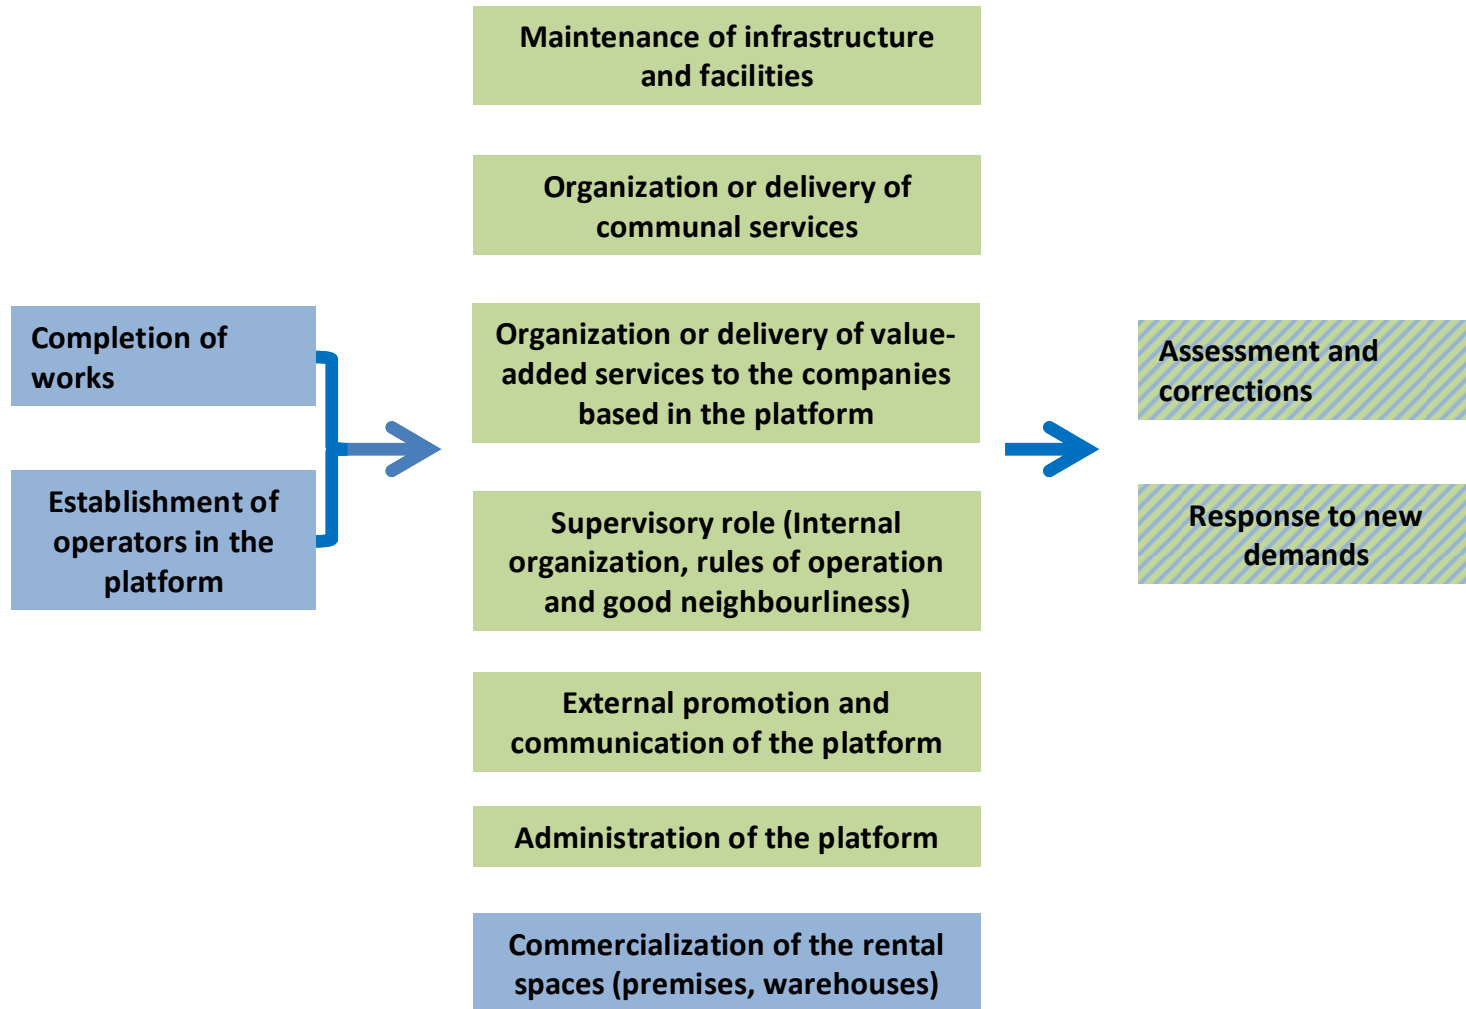 Maintenance of infrastructure
and facilities
Organization or delivery of
communal services
Completion of
works
Establishment of
operators in the
platform
Organization or delivery of value-
added services to the companies
based in the platform
Supervisory role (Internal
organization, rules of operation
and good neighbourliness)
External promotion and
communication of the platform
Administration of the platform
Commercialization of the rental
spaces (premises, warehouses)
Assessment and
corrections
Response to new
demands